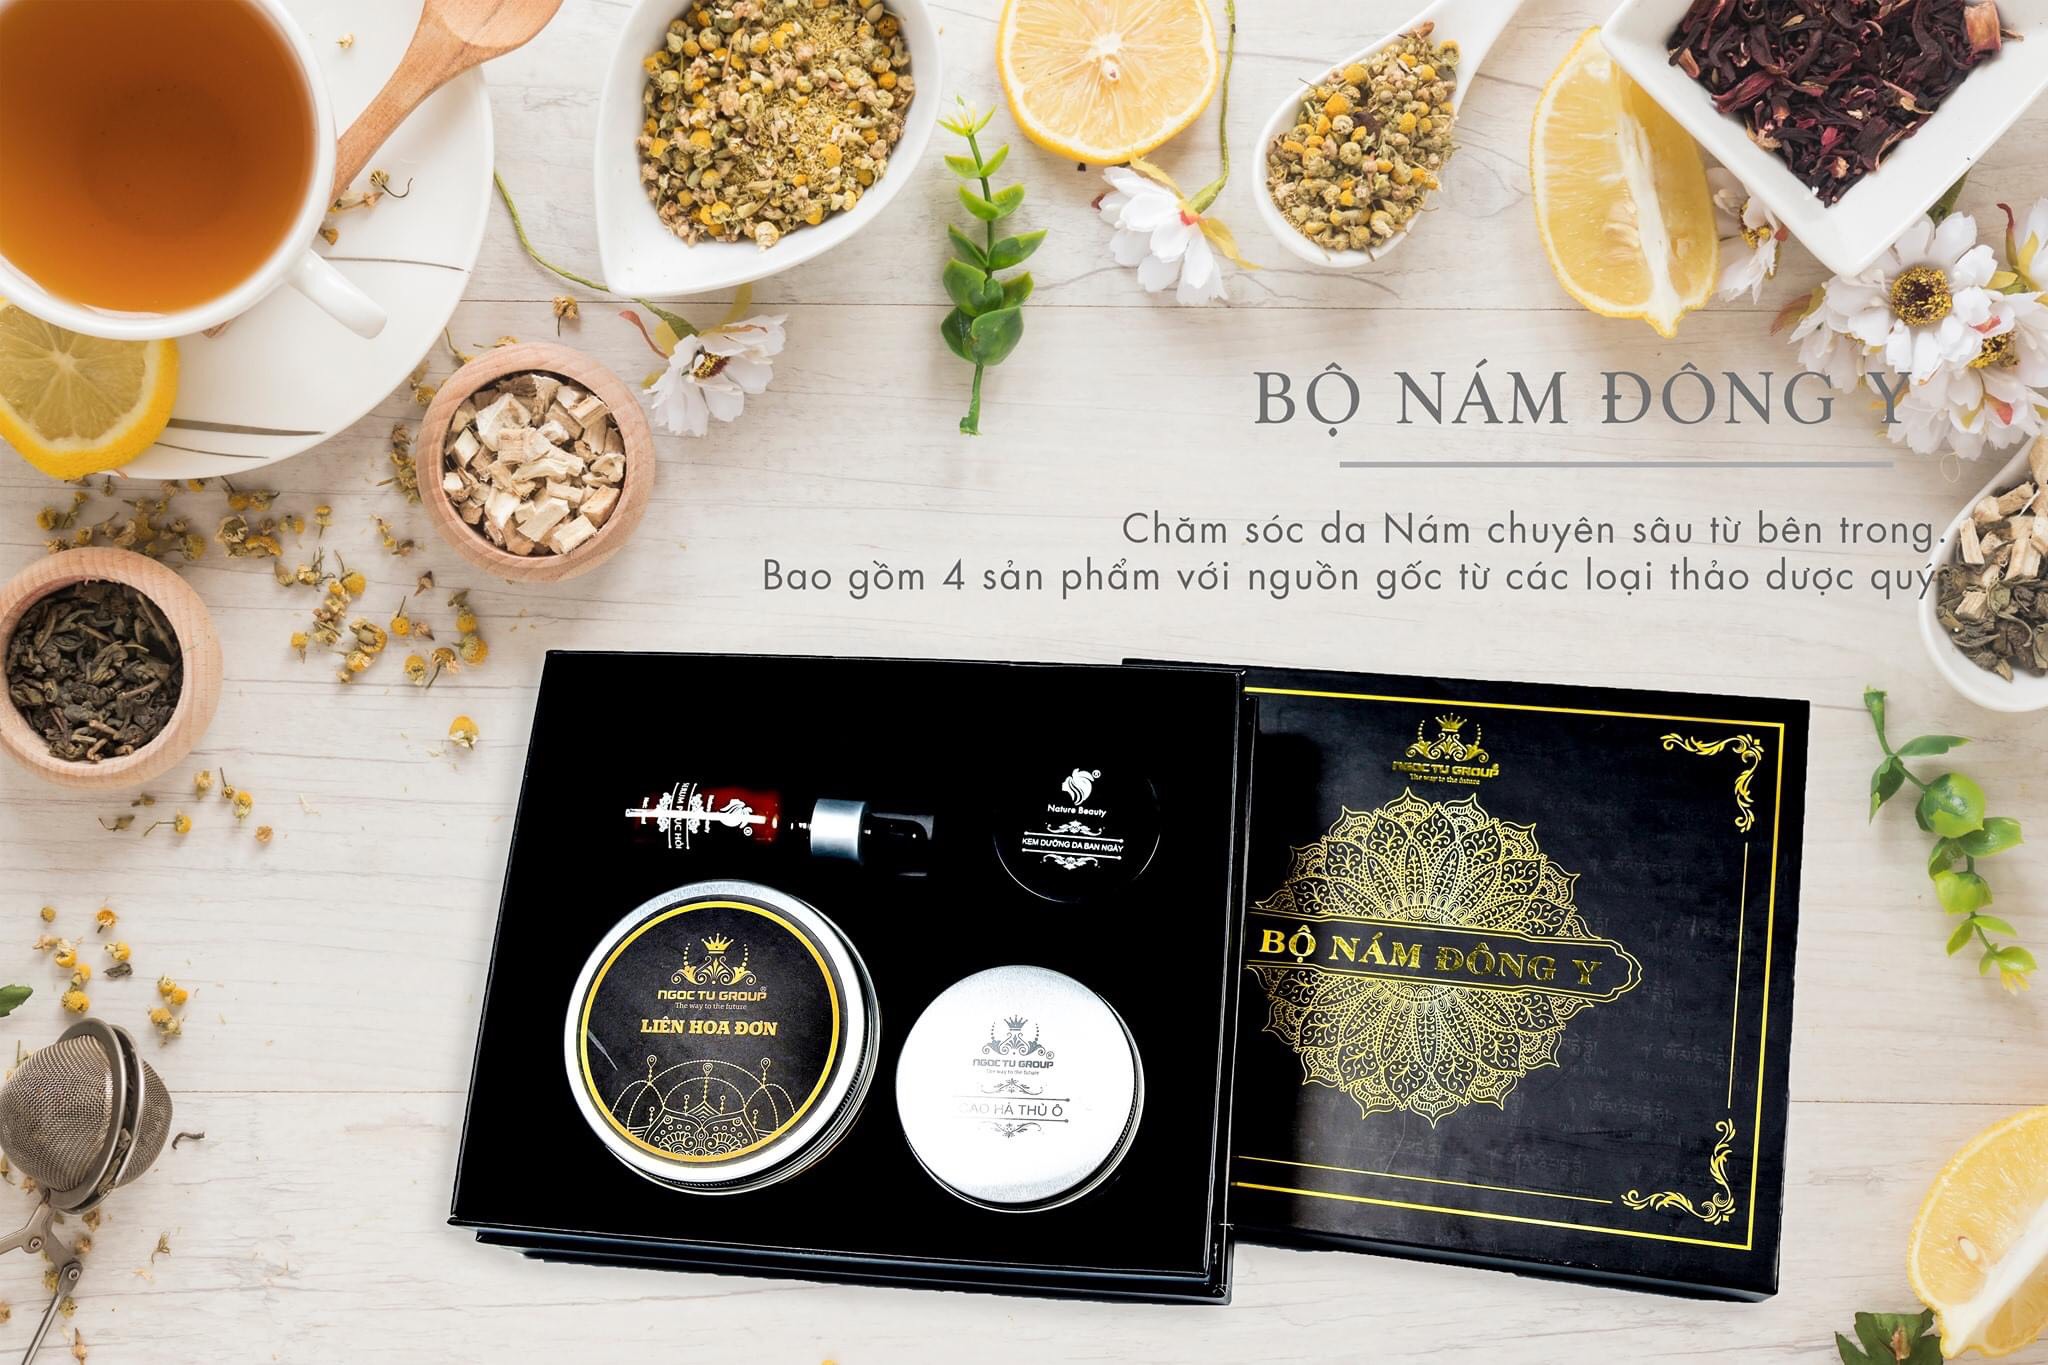 BỘ NÁM ĐÔNG Y
Chăm sóc da Nám chuyên sâu từ bên trong.
Bao gồm 4 sản phẩm với nguồn gốc từ các loại thảo dược quý
Nature Beauty
KEM DƯỠNG DA BAN NGÀY
NGOC TU GROUP
The way to the future
BỘ NÁM ĐÔNG Y
NGOC TU GROUP
The way to the future
LIÊN HOA ĐƠN
NGOC TU GROUP
The way to the future
CAO HÀ THỦ Ô